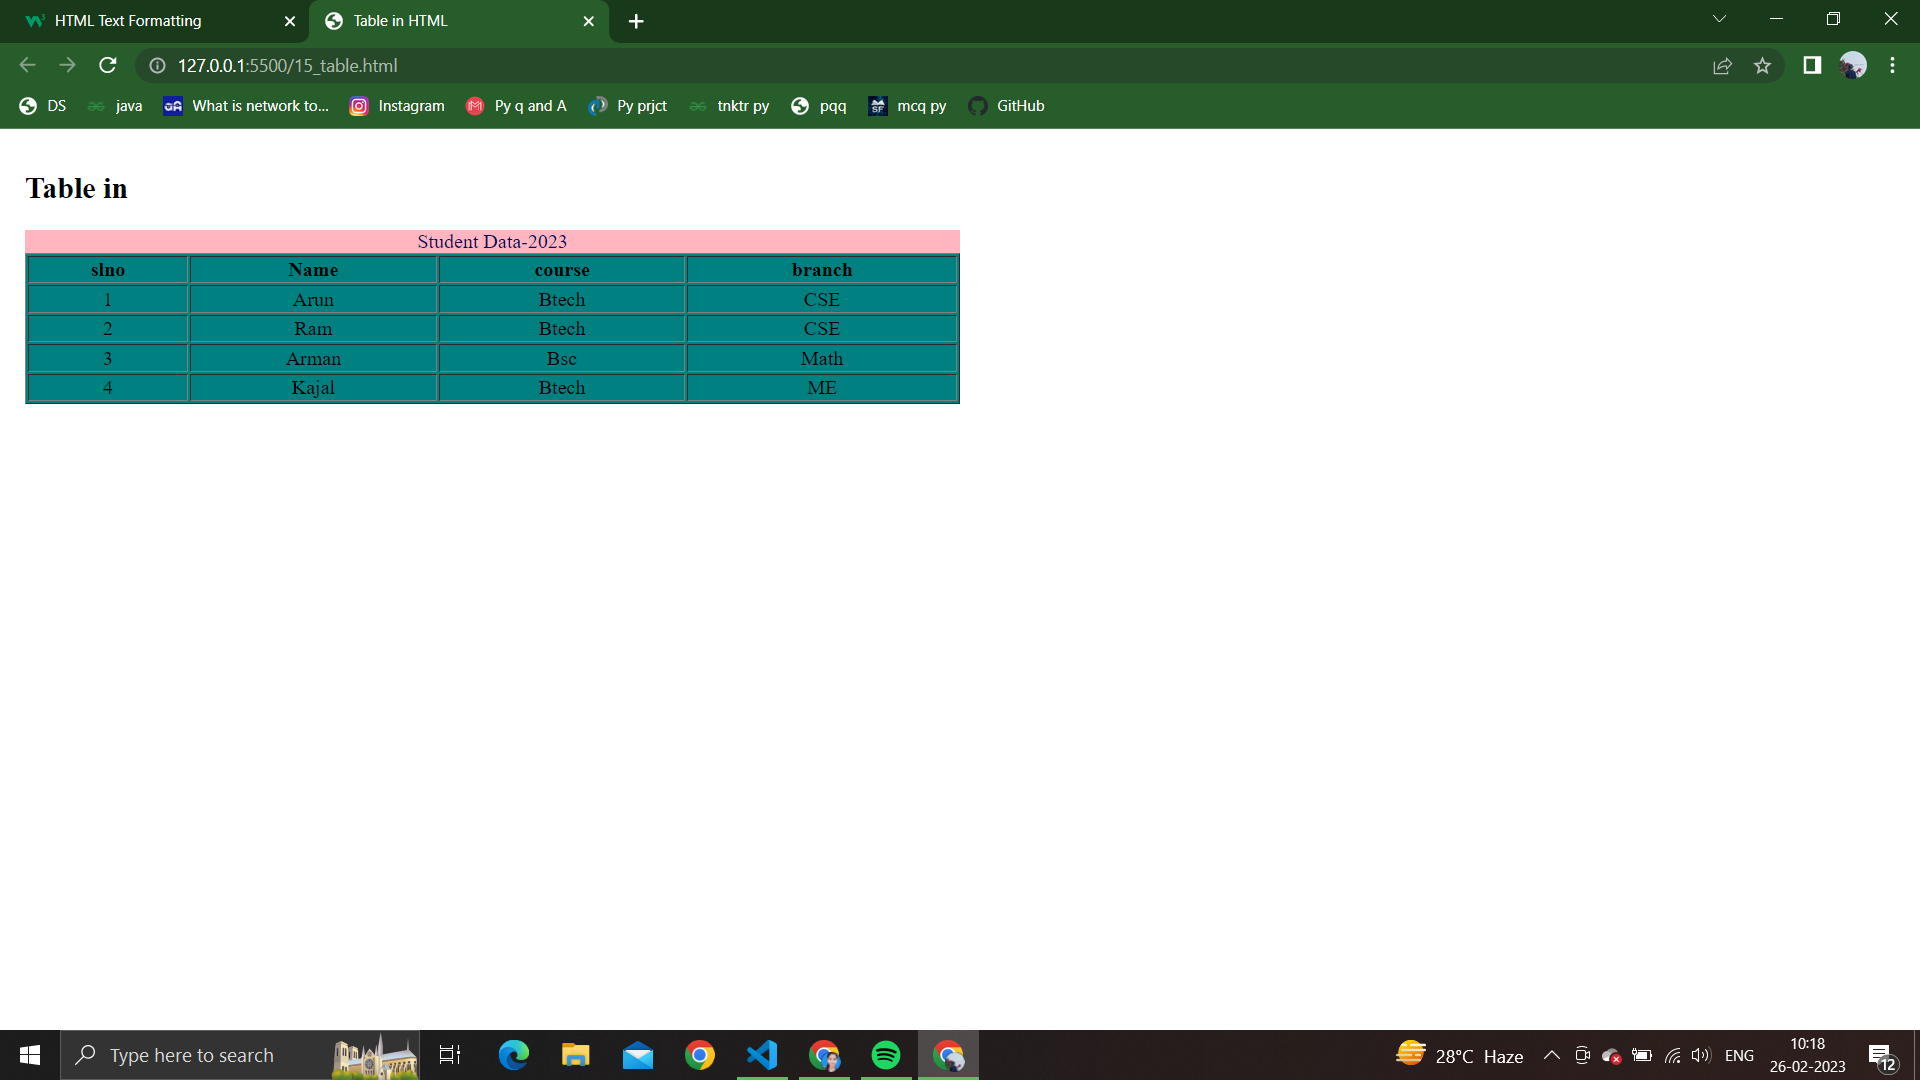 HTML Text Formatting
Table in HTML
127.0.0.1:5500/15_table.html
DS java What is network to... Instagram Py q and A Py prjct tnktr py pqq mcq py GitHub
Table in
Student Data-2023
slno Name course branch
1 Arun Btech CSE
2 Ram Btech CSE
3 Arman Bsc Math
4 Kajal Btech ME
Type here to search
28°C Haze
ENG
10:18
26-02-2023
12